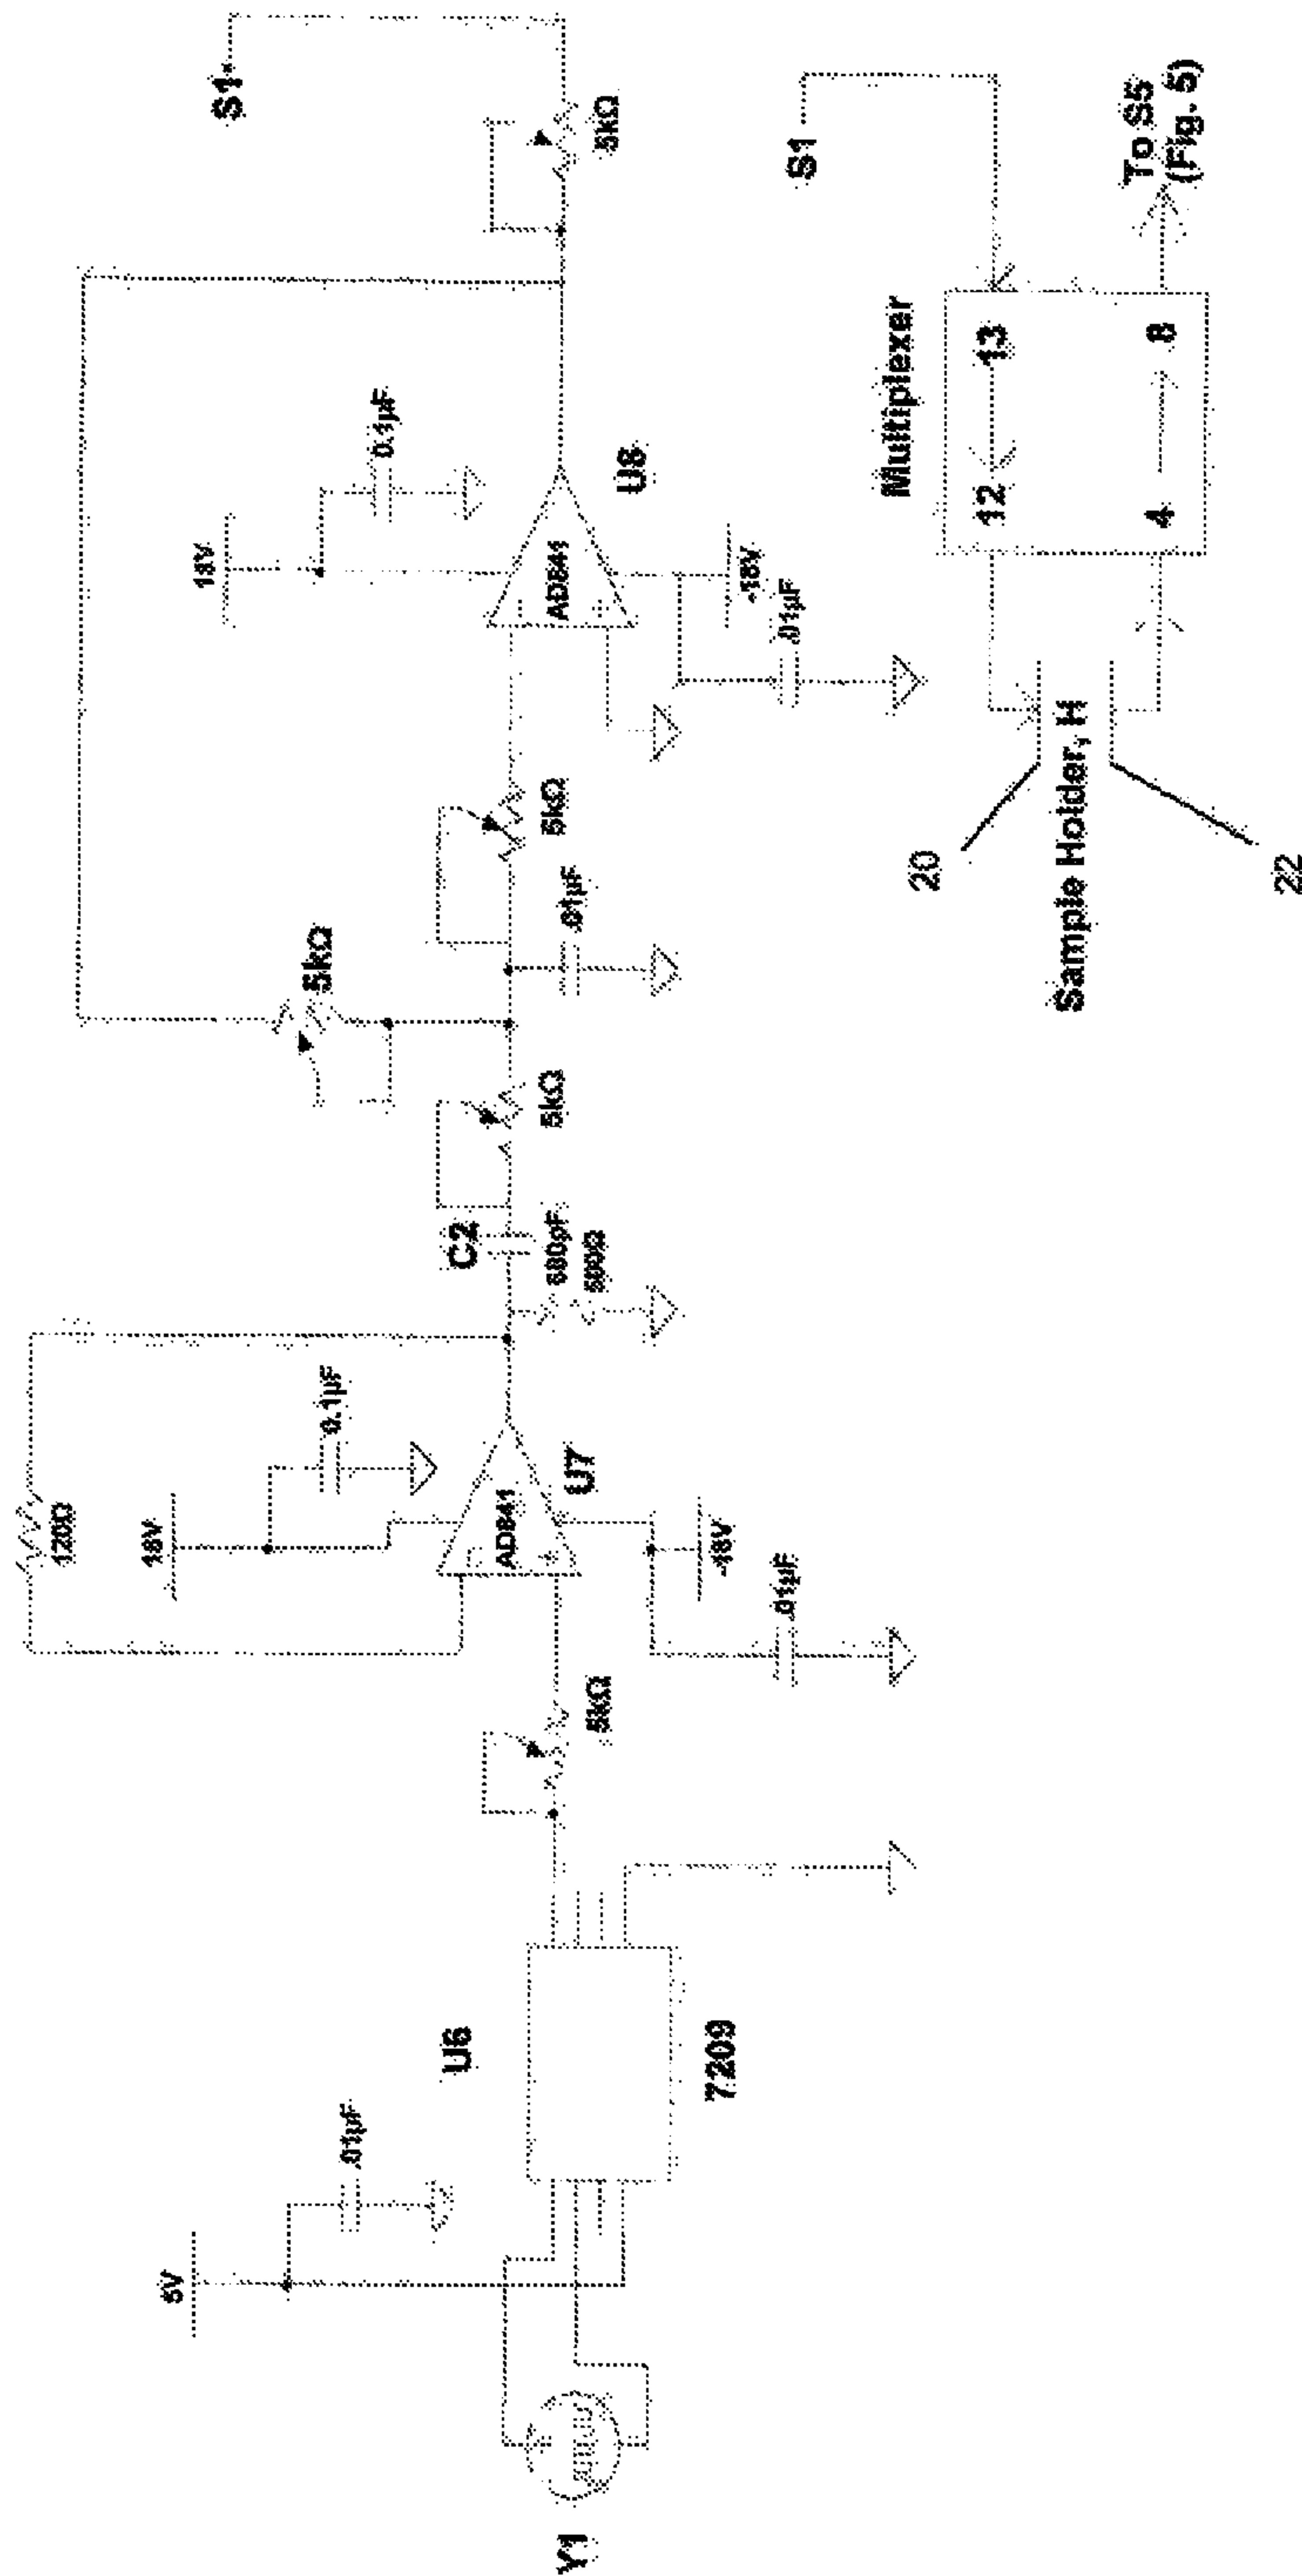 Y1
5V
.01µF
U6
7209
5kΩ
120Ω
18V
0.1µF
AD841
U7
-18V
.01µF
C2
680pF
500Ω
5kΩ
5kΩ
.01µF
5kΩ
18V
0.1µF
AD841
U8
-18V
.01µF
5kΩ
S1
S1
Multiplexer
12
13
4
8
To S5
(Fig. 5)
20
Sample Holder, H
22